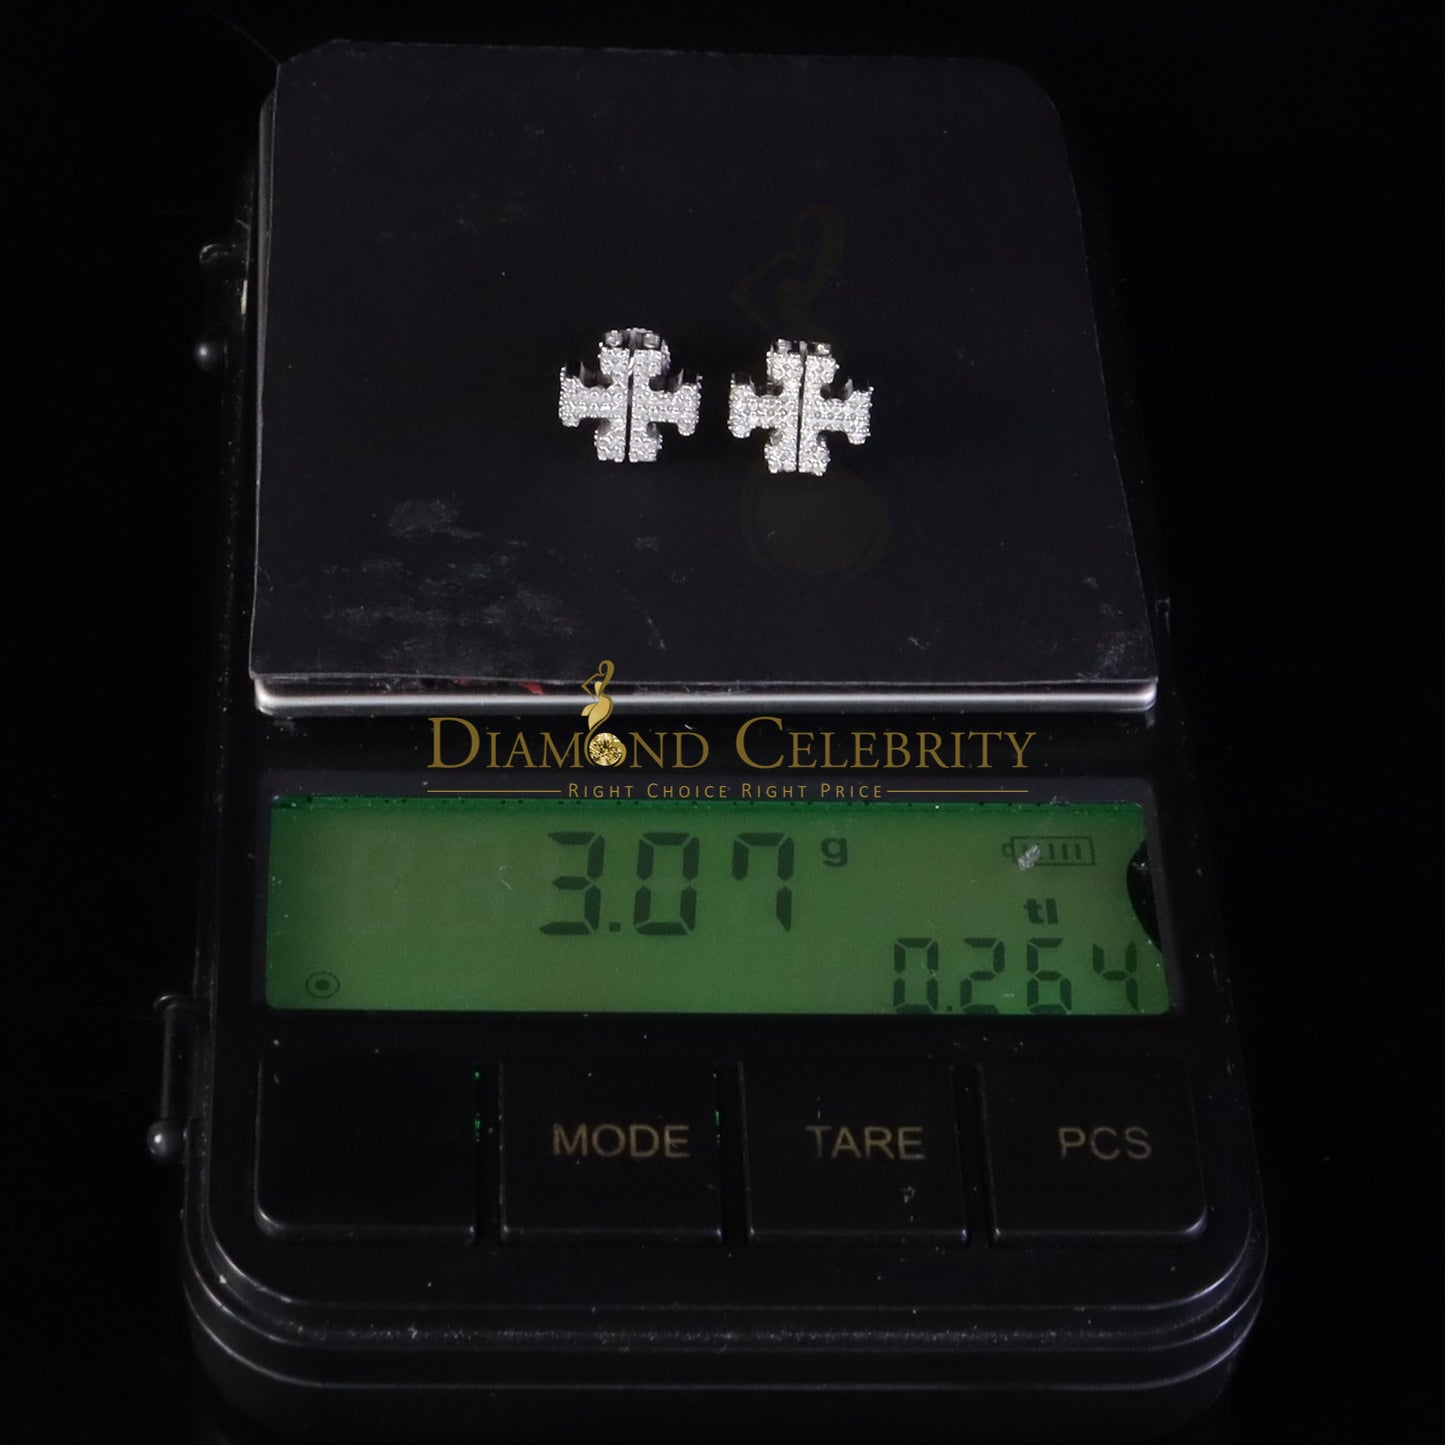 DIAMOND CELEBRITY
RIGHT CHOICE RIGHT PRICE
3.07 g
tl
0.264
MODE TARE PCS